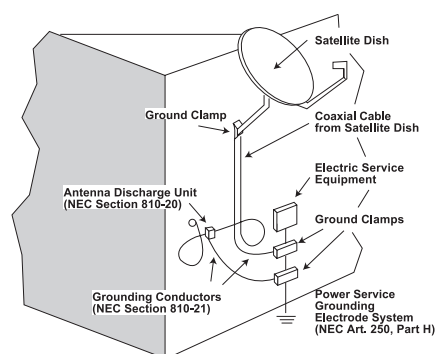 Satellite Dish
Ground Clamp
Coaxial Cable
from Satellite Dish
Electric Service
Equipment
Antenna Discharge Unit
(NEC Section 810-20)
Ground Clamps
Grounding Conductors
(NEC Section 810-21)
Power Service
Grounding
Electrode System
(NEC Art. 250, Part H)